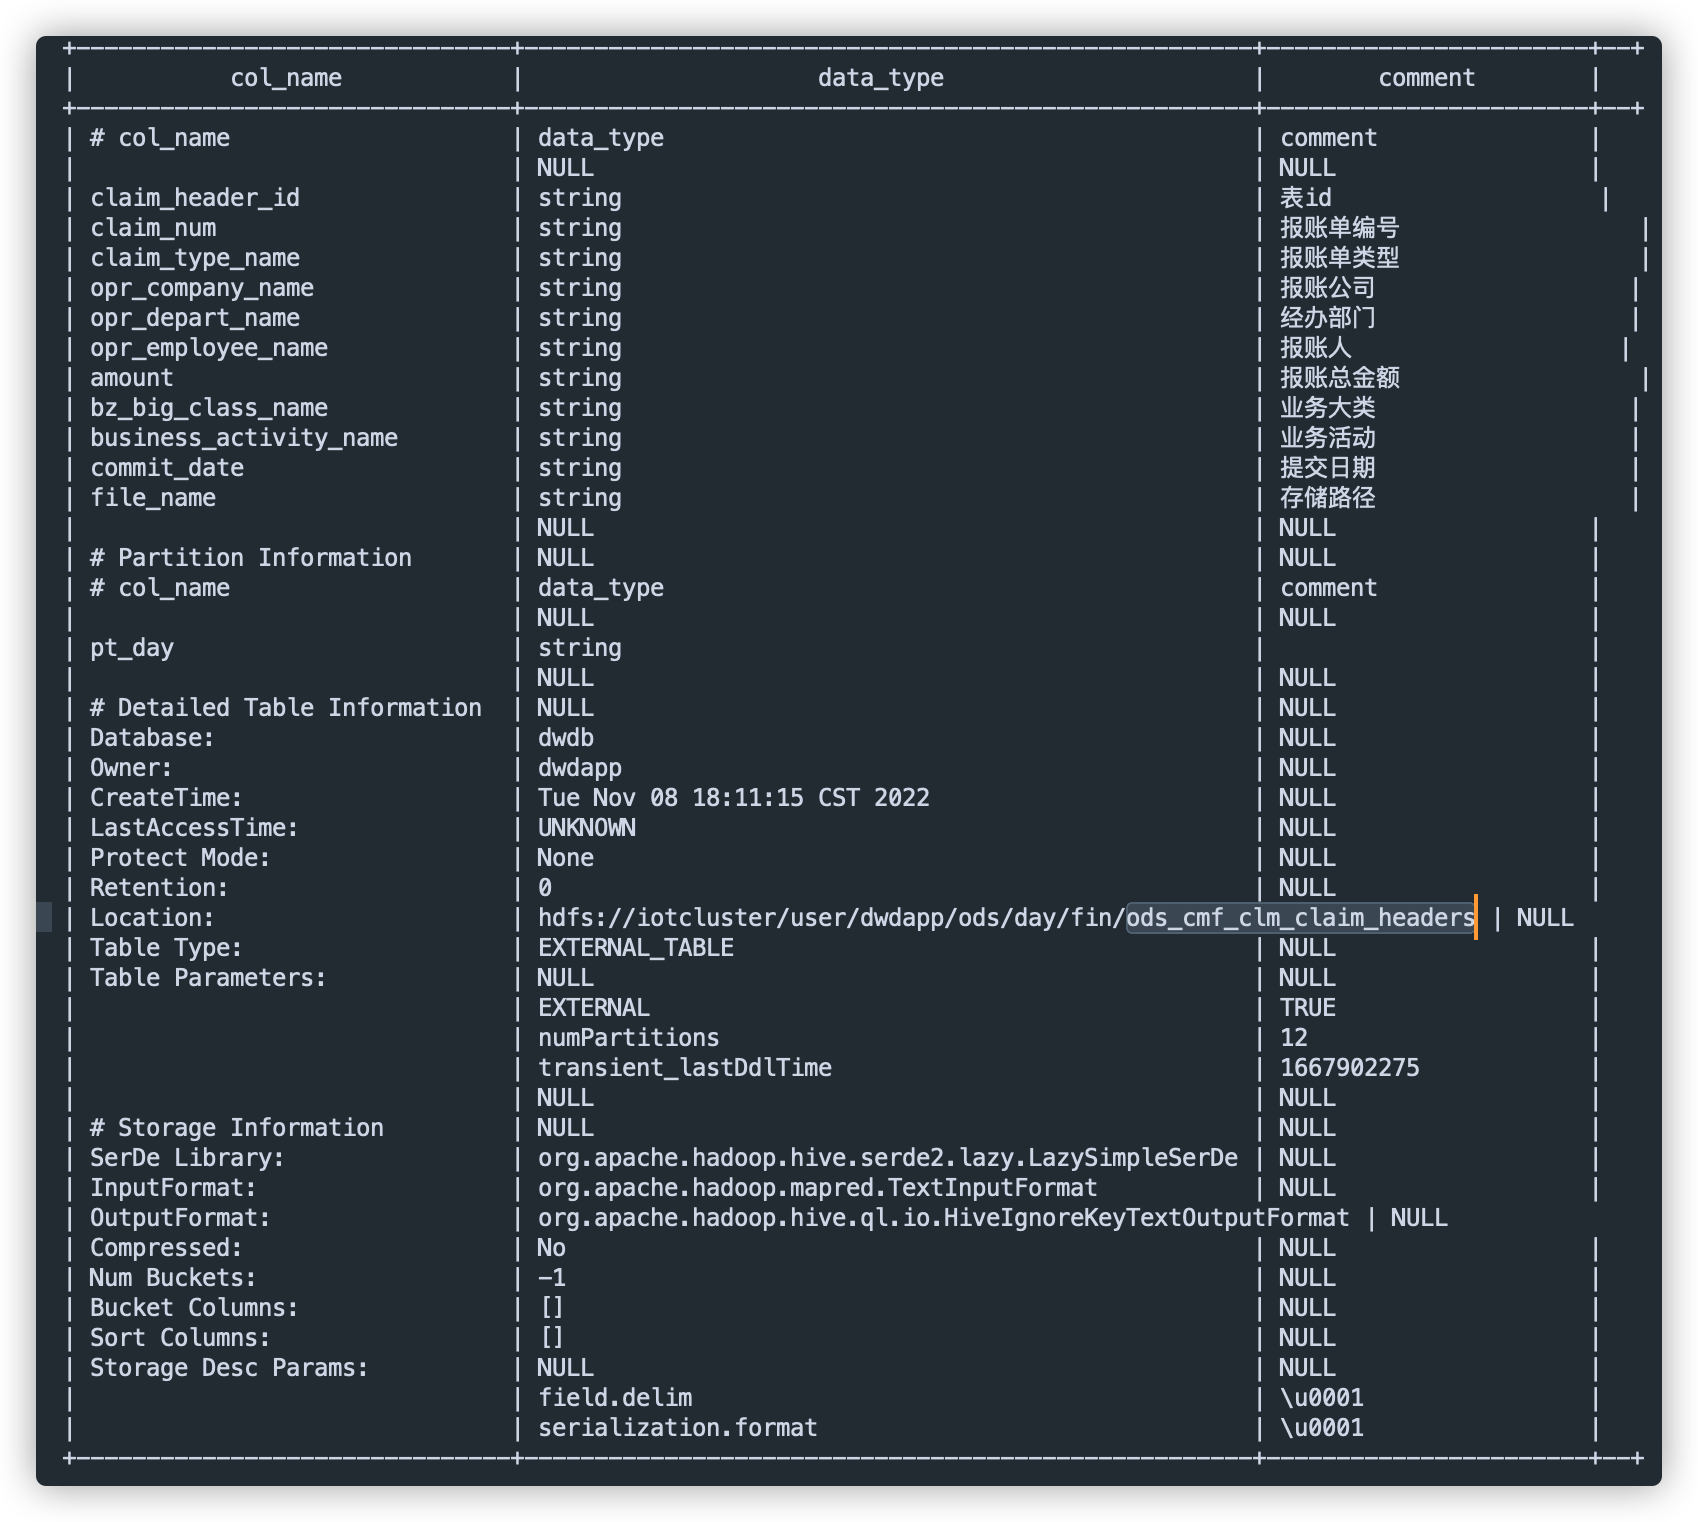 | col_name | data_type | comment |
| # col_name | data_type | comment |
| | NULL | NULL |
| claim_header_id | string | 表id |
| claim_num | string | 报账单编号 |
| claim_type_name | string | 报账单类型 |
| opr_company_name | string | 报账公司 |
| opr_depart_name | string | 经办部门 |
| opr_employee_name | string | 报账人 |
| amount | string | 报账总金额 |
| bz_big_class_name | string | 业务大类 |
| business_activity_name | string | 业务活动 |
| commit_date | string | 提交日期 |
| file_name | string | 存储路径 |
| | NULL | NULL |
| # Partition Information | NULL | NULL |
| # col_name | data_type | comment |
| | NULL | NULL |
| pt_day | string | |
| | NULL | NULL |
| # Detailed Table Information | NULL | NULL |
| Database: | dwdb | NULL |
| Owner: | dwdapp | NULL |
| CreateTime: | Tue Nov 08 18:11:15 CST 2022 | NULL |
| LastAccessTime: | UNKNOWN | NULL |
| Protect Mode: | None | NULL |
| Retention: | 0 | NULL |
| Location: | hdfs://iotcluster/user/dwdapp/ods/day/fin/ods_cmf_clm_claim_headers | NULL
| Table Type: | EXTERNAL_TABLE | NULL |
| Table Parameters: | NULL | NULL |
| | EXTERNAL | TRUE |
| | numPartitions | 12 |
| | transient_lastDdlTime | 1667902275 |
| | NULL | NULL |
| # Storage Information | NULL | NULL |
| SerDe Library: | org.apache.hadoop.hive.serde2.lazy.LazySimpleSerDe | NULL |
| InputFormat: | org.apache.hadoop.mapred.TextInputFormat | NULL |
| OutputFormat: | org.apache.hadoop.hive.ql.io.HiveIgnoreKeyTextOutputFormat | NULL
| Compressed: | No | NULL |
| Num Buckets: | -1 | NULL |
| Bucket Columns: | [] | NULL |
| Sort Columns: | [] | NULL |
| Storage Desc Params: | NULL | NULL |
| | field.delim | \u0001 |
| | serialization.format | \u0001 |